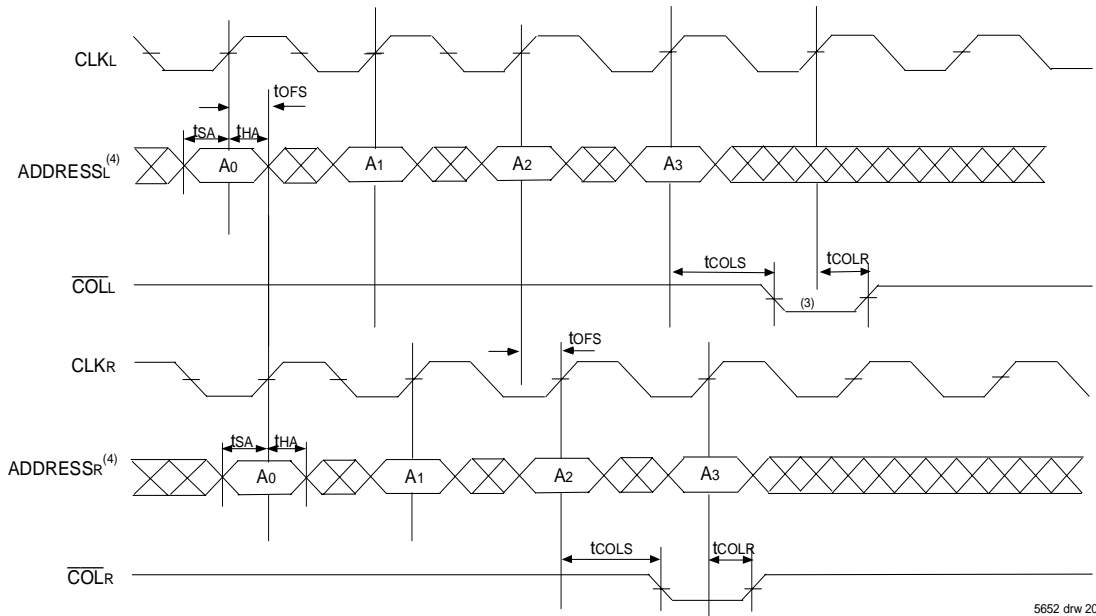 CLKL
tOFS
tSA tHA
ADDRESSL(4) A0 A1 A2 A3
tCOLS tCOLR
COLL (3)
tOFS
CLKR
tSA tHA
ADDRESSR(4) A0 A1 A2 A3
tCOLS tCOLR
COLR
5652 drw 20